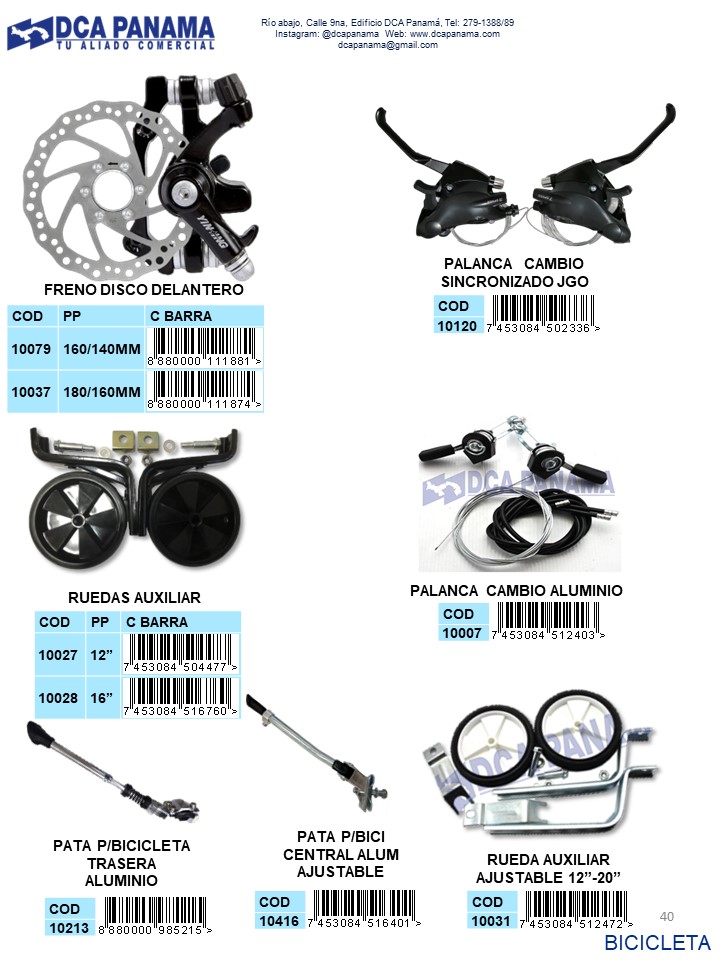 DCA PANAMA
TU ALIADO COMERCIAL
Río abajo, Calle 9na, Edificio DCA Panamá, Tel: 279-1388/89
Instagram: @dcapanama Web: www.dcapanama.com
dcapanama@gmail.com
YINXING
FRENO DISCO DELANTERO
COD PP C BARRA
10079 160/140MM 8 880000 111881 >
10037 180/160MM 8 880000 111874 >
PALANCA CAMBIO
SINCRONIZADO JGO
COD
10120 7 453084 502336 >
RUEDAS AUXILIAR
COD PP C BARRA
10027 12” 7 453084 504477 >
10028 16” 7 453084 516760 >
DCA PANAMA
PALANCA CAMBIO ALUMINIO
COD
10007 7 453084 512403 >
PATA P/BICICLETA
TRASERA
ALUMINIO
COD
10213 8 880000 985215 >
PATA P/BICI
CENTRAL ALUM
AJUSTABLE
COD
10416 7 453084 516401 >
DCA PANAMA
RUEDA AUXILIAR
AJUSTABLE 12”-20”
COD
10031 7 453084 512472 >
40
BICICLETA